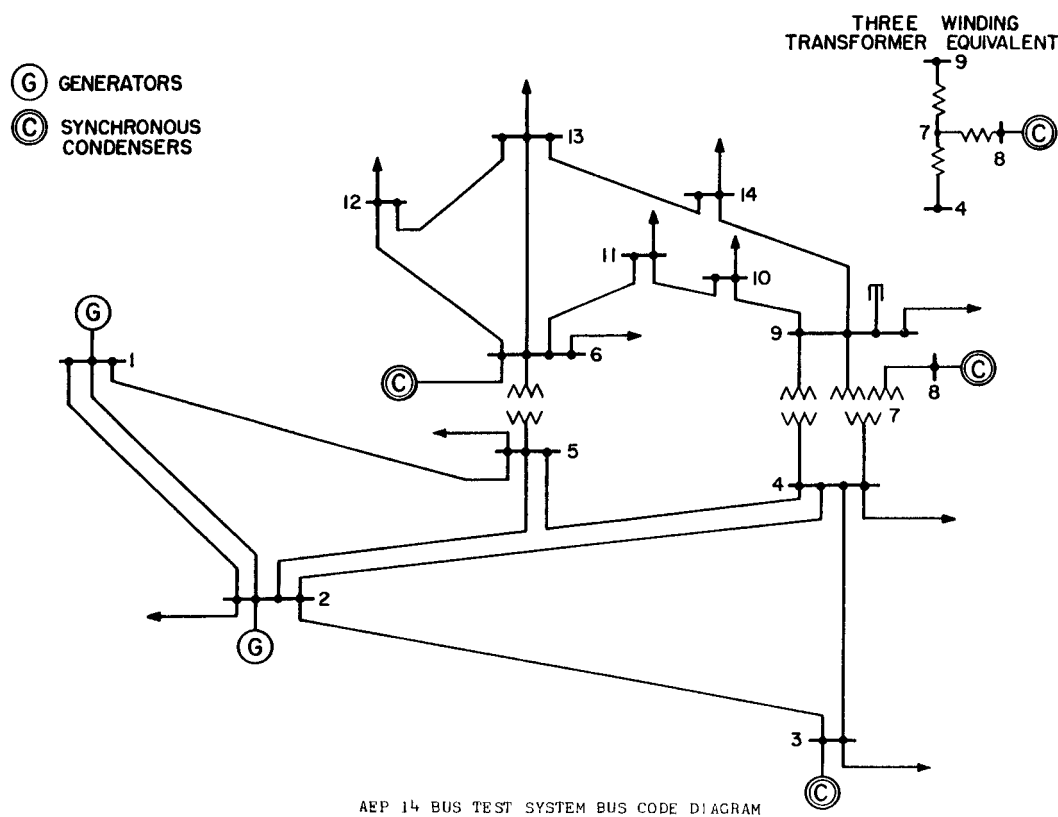 THREE WINDING
TRANSFORMER EQUIVALENT
9
7
C
8
4
G GENERATORS
C SYNCHRONOUS
CONDENSERS
13
12
14
11
10
G
1
9
6
C
C
8
7
5
4
2
G
3
C
AEP 14 BUS TEST SYSTEM BUS CODE DIAGRAM